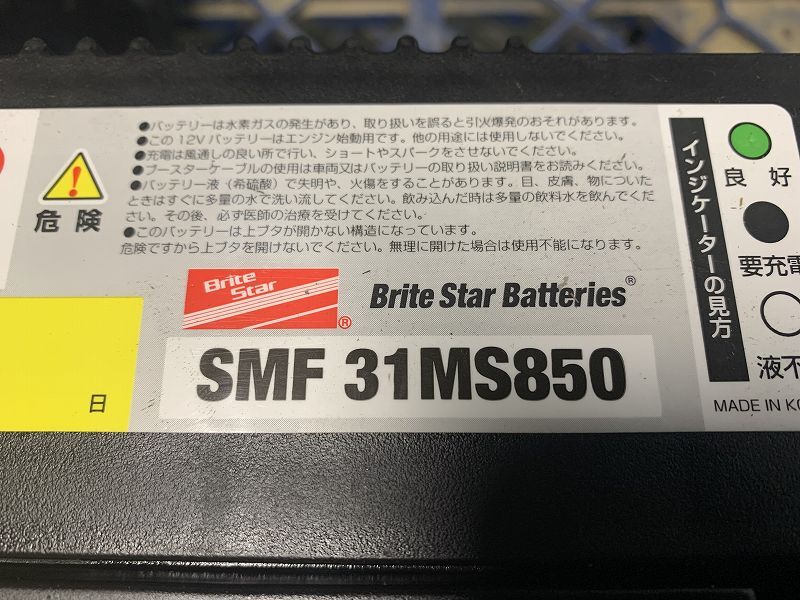 ●バッテリーは水素ガスの発生があり、取り扱いを誤ると引火爆発のおそれがあります。
●この12Vバッテリーはエンジン始動用です。他の用途には使用しないでください。
●充電は風通しの良い所で行い、ショートやスパークをさせないでください。
●ブースターケーブルの使用は車両又はバッテリーの取り扱い説明書をお読みください。
●バッテリー液（希硫酸）で失明や、火傷をすることがあります。目、皮膚、物についた
ときはすぐに多量の水で洗い流してください。飲み込んだ時は多量の飲料水を飲んでくだ
さい。その後、必ず医師の治療を受けてください。
●このバッテリーは上ブタが開かない構造になっています。
危険ですから上ブタを開けないでください。無理に開けた場合は使用不能になります。
危険
Brite
Star
®
Brite Star Batteries®
SMF 31MS850
日
インジケーターの見方
良好
要充電
液不
MADE IN KO